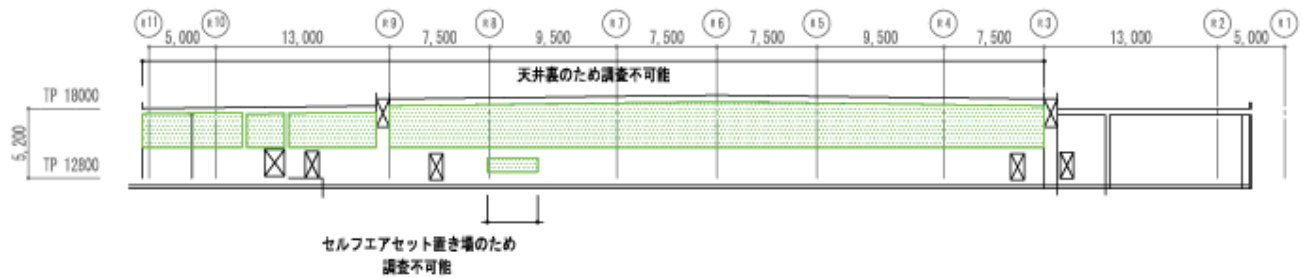 R11 R10 R9 R8 R7 R6 R5 R4 R3 R2 R1
5,000 13,000 7,500 9,500 7,500 7,500 9,500 7,500 13,000 5,000
天井裏のため調査不可能
TP 18000
5,200
TP 12800
セルフエアセット置き場のため
調査不可能